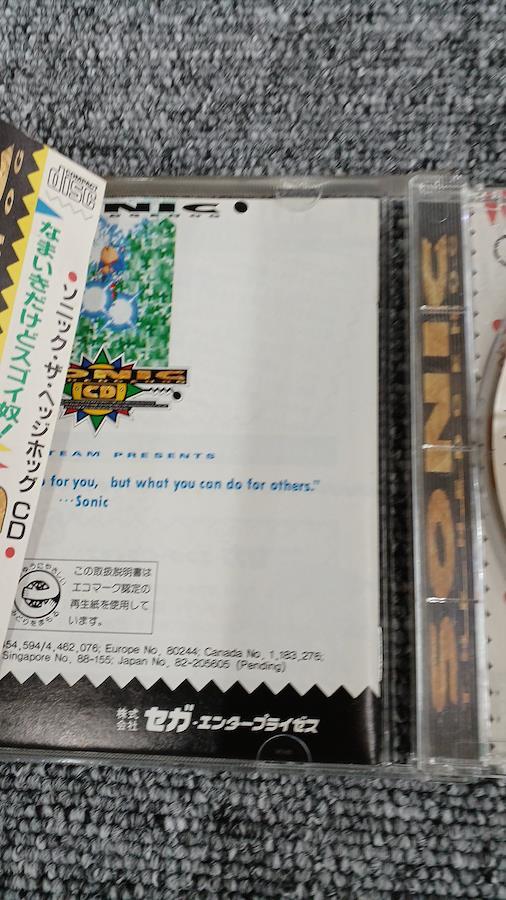 COMPACT
disc
ソニック・ザ・ヘッジホッグ CD
なまいきだけどスゴイ奴!
NIC
SONIC
CD
TEAM PRESENTS
for you, but what you can do for others."
…Sonic
この取扱説明書は
エコマーク認定の
再生紙を使用して
います。
54,594/4,462,076; Europe No, 80244; Canada No, 1,183,276;
Singapore No, 88-155; Japan No, 82-205605 (Pending)
株式会社 セガ・エンタープライゼス
SONIC